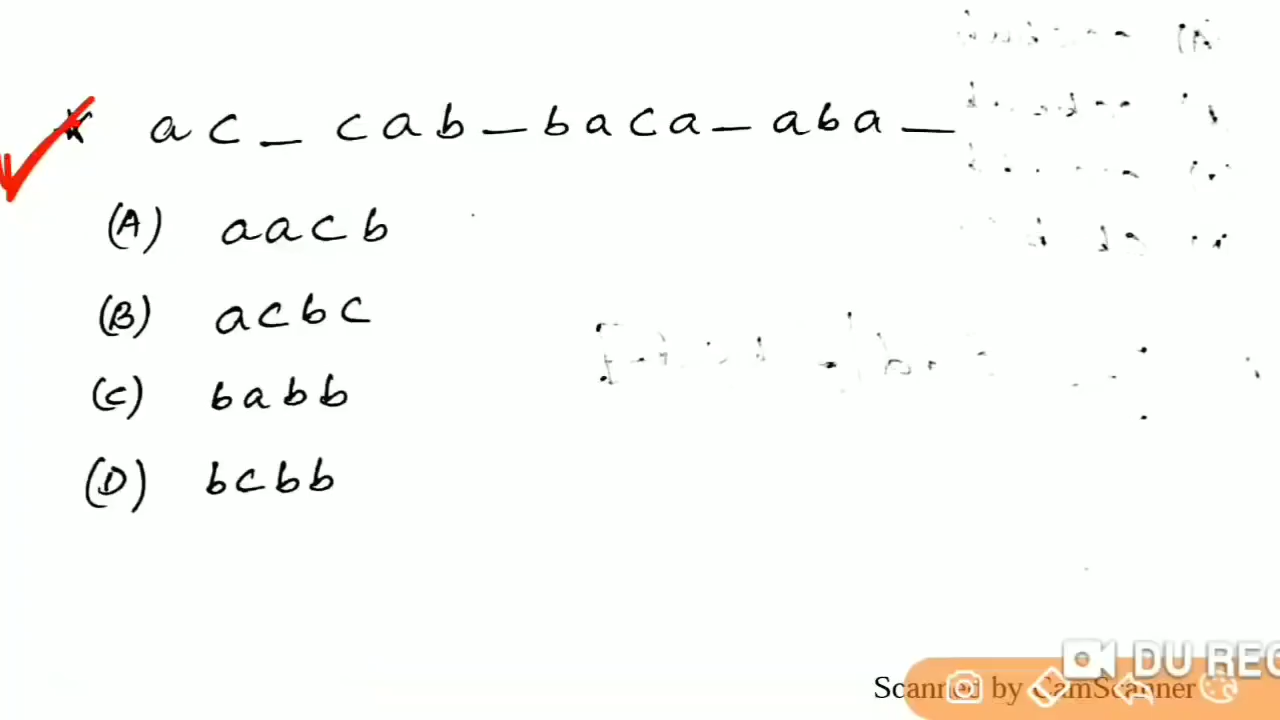 ac_cab_baca_aba_
(A) aacb
(B) acbc
(C) babb
(D) bcbb
DU REC
Scanned by CamScanner